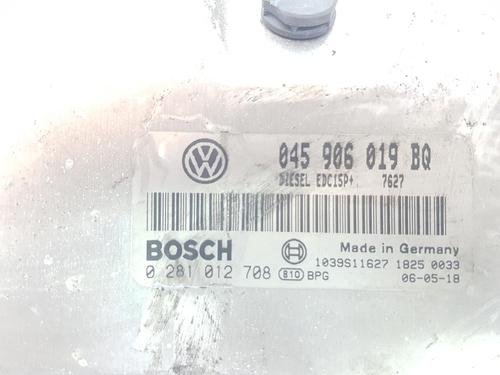 045 906 019 BQ
DIESEL EDC15P+ 7627
BOSCH
Made in Germany
1039S11627 1825 0033
0 281 012 708 B10 BPG
06-05-18